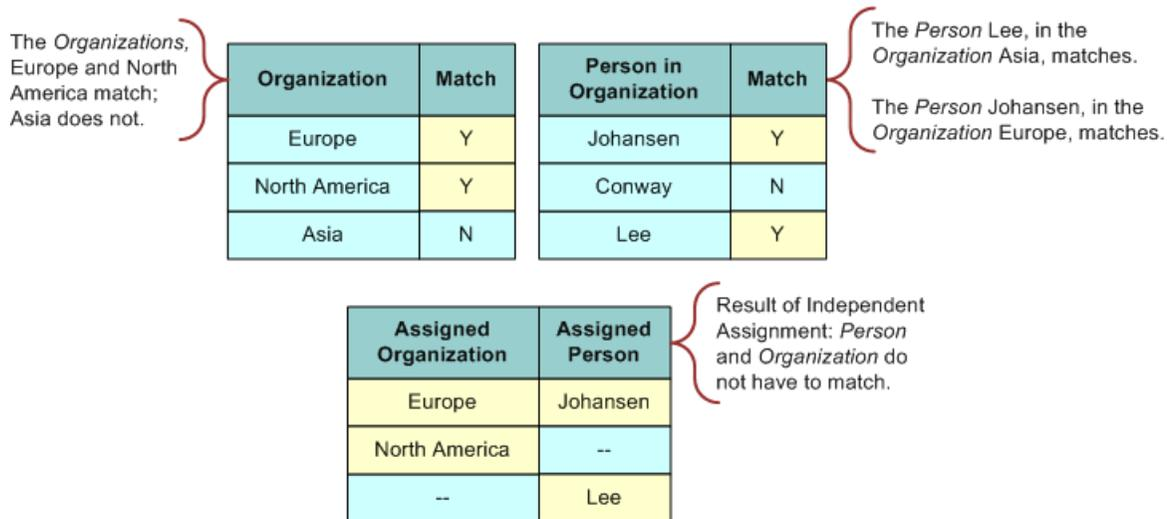 The Organizations,
Europe and North
America match;
Asia does not.
Organization Match
Europe Y
North America Y
Asia N
Person in
Organization Match
Johansen Y
Conway N
Lee Y
The Person Lee, in the
Organization Asia, matches.
The Person Johansen, in the
Organization Europe, matches.
Assigned
Organization
Assigned
Person
Europe Johansen
North America --
-- Lee
Result of Independent
Assignment: Person
and Organization do
not have to match.